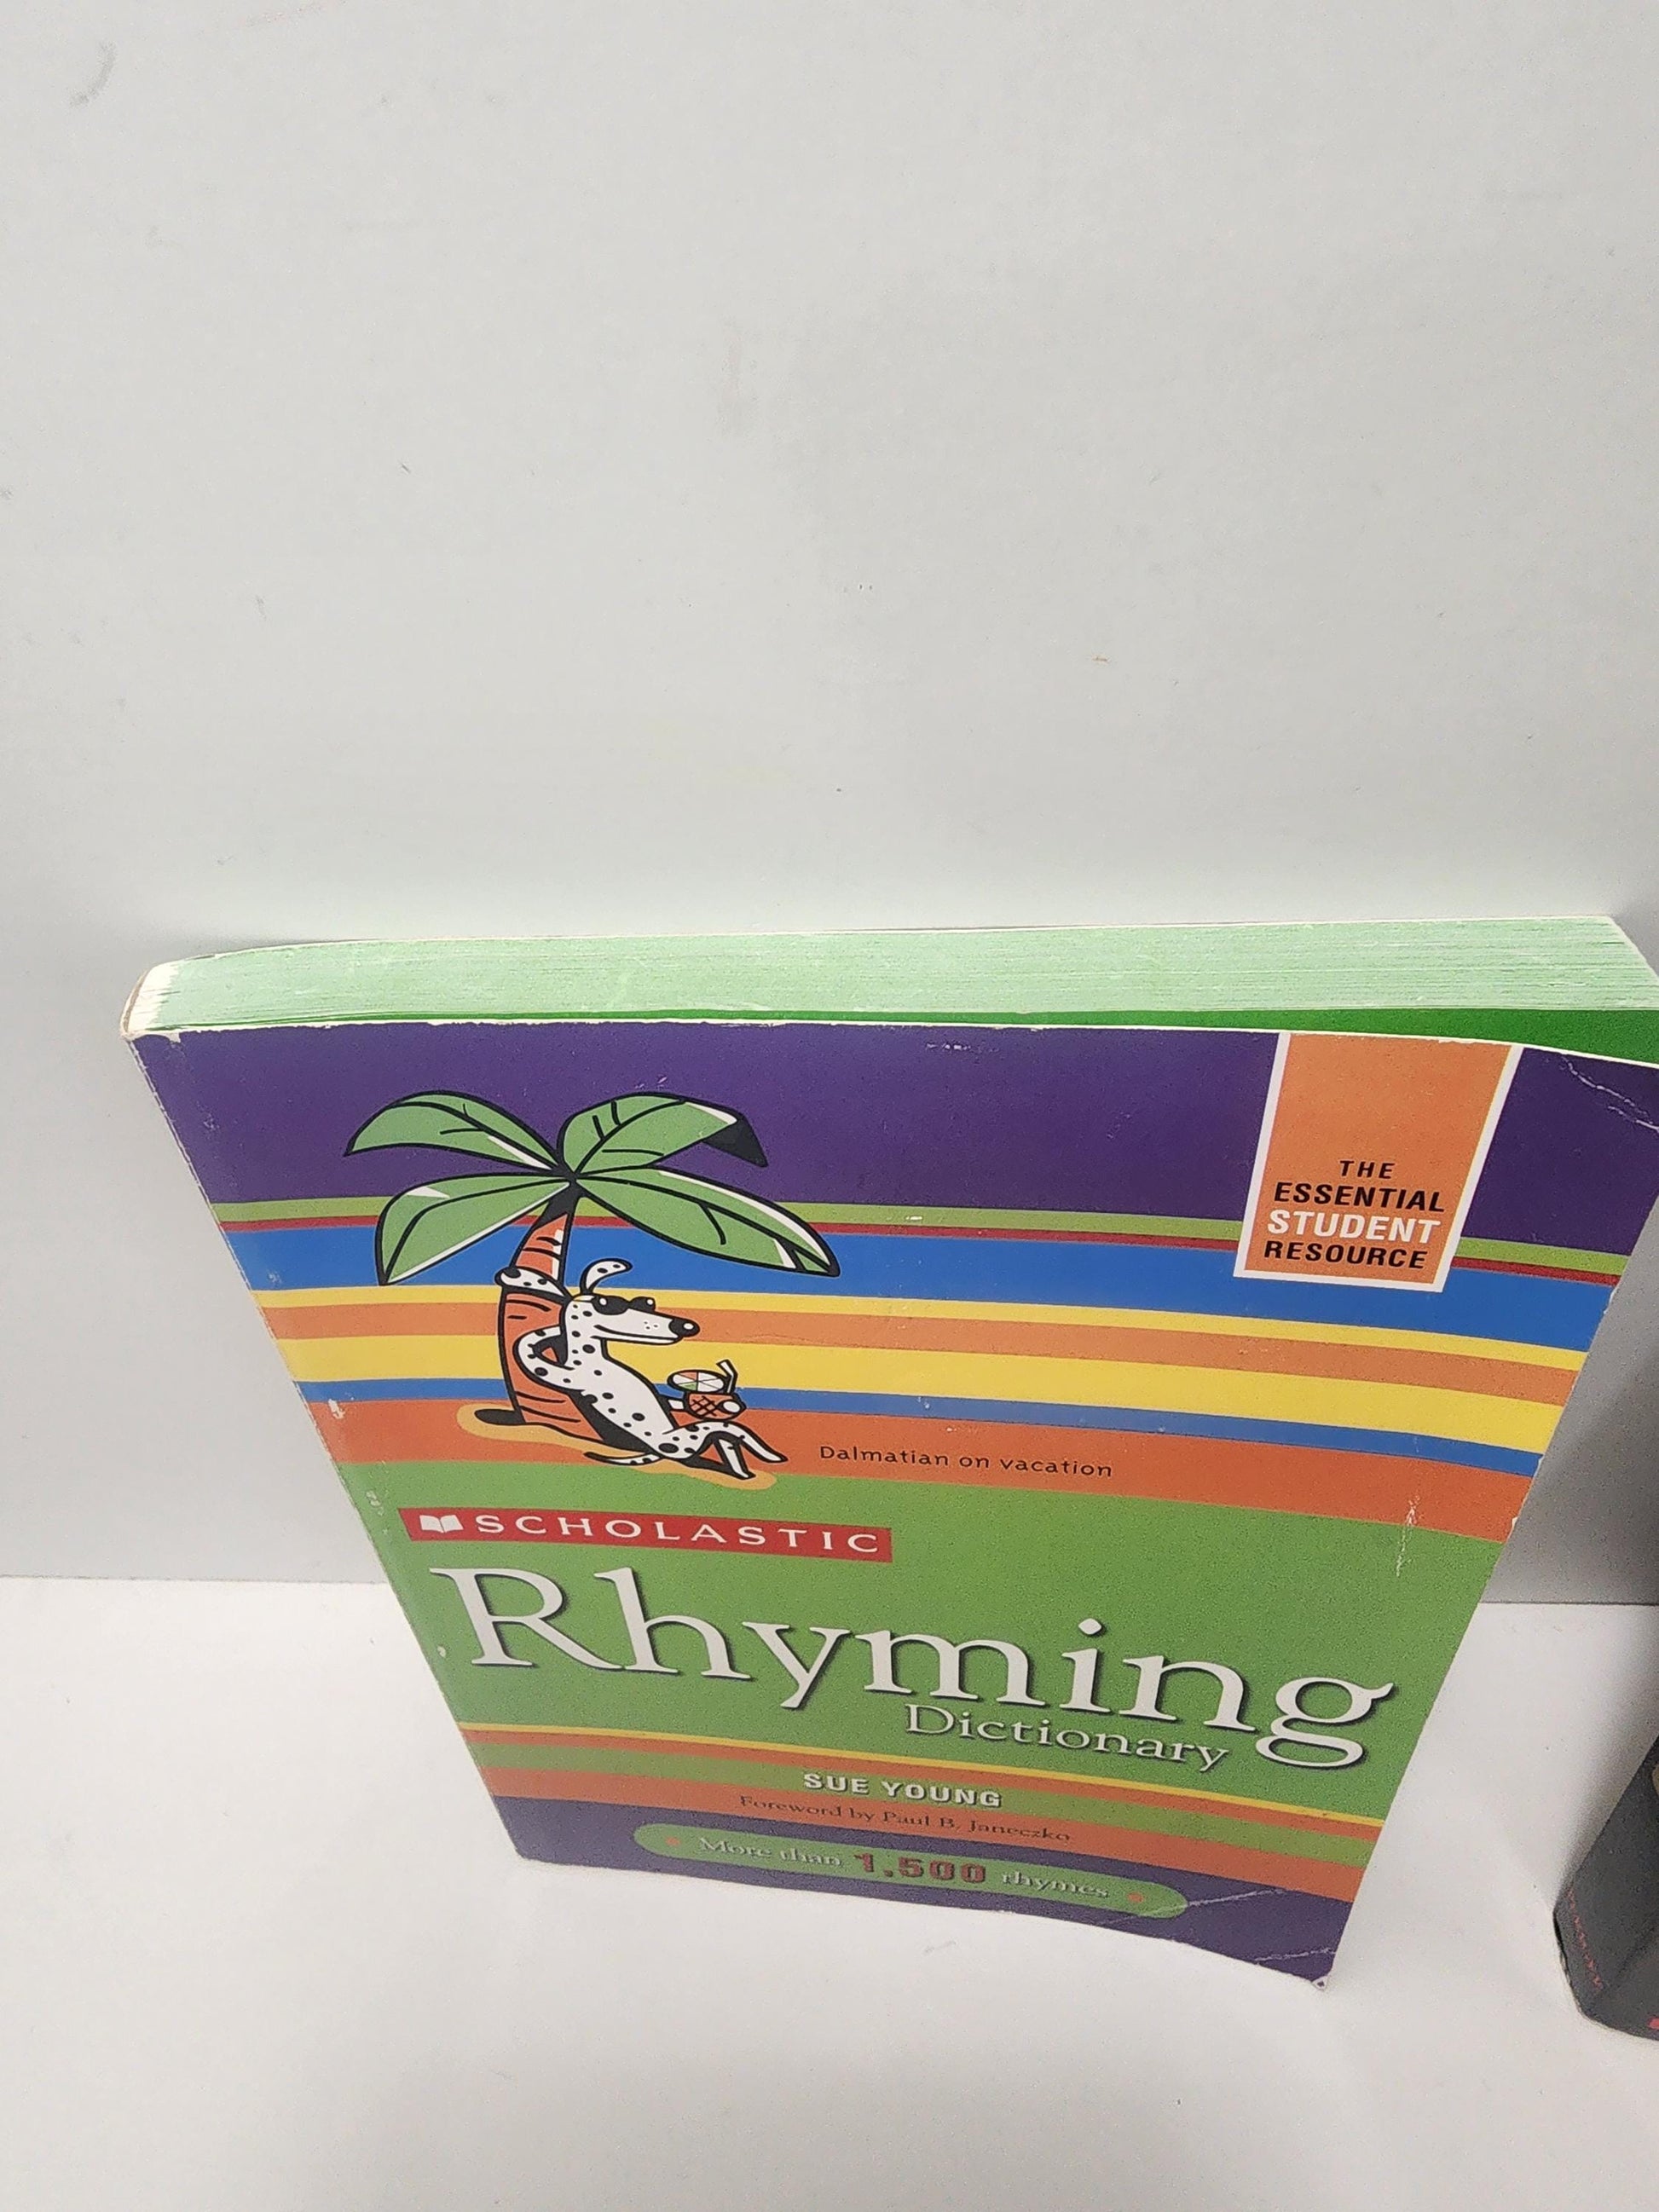 THE
ESSENTIAL
STUDENT
RESOURCE
Dalmatian on vacation
SCHOLASTIC
Rhyming
Dictionary
SUE YOUNG
Foreword by Paul B. Janeczko
More than 1,500 rhymes